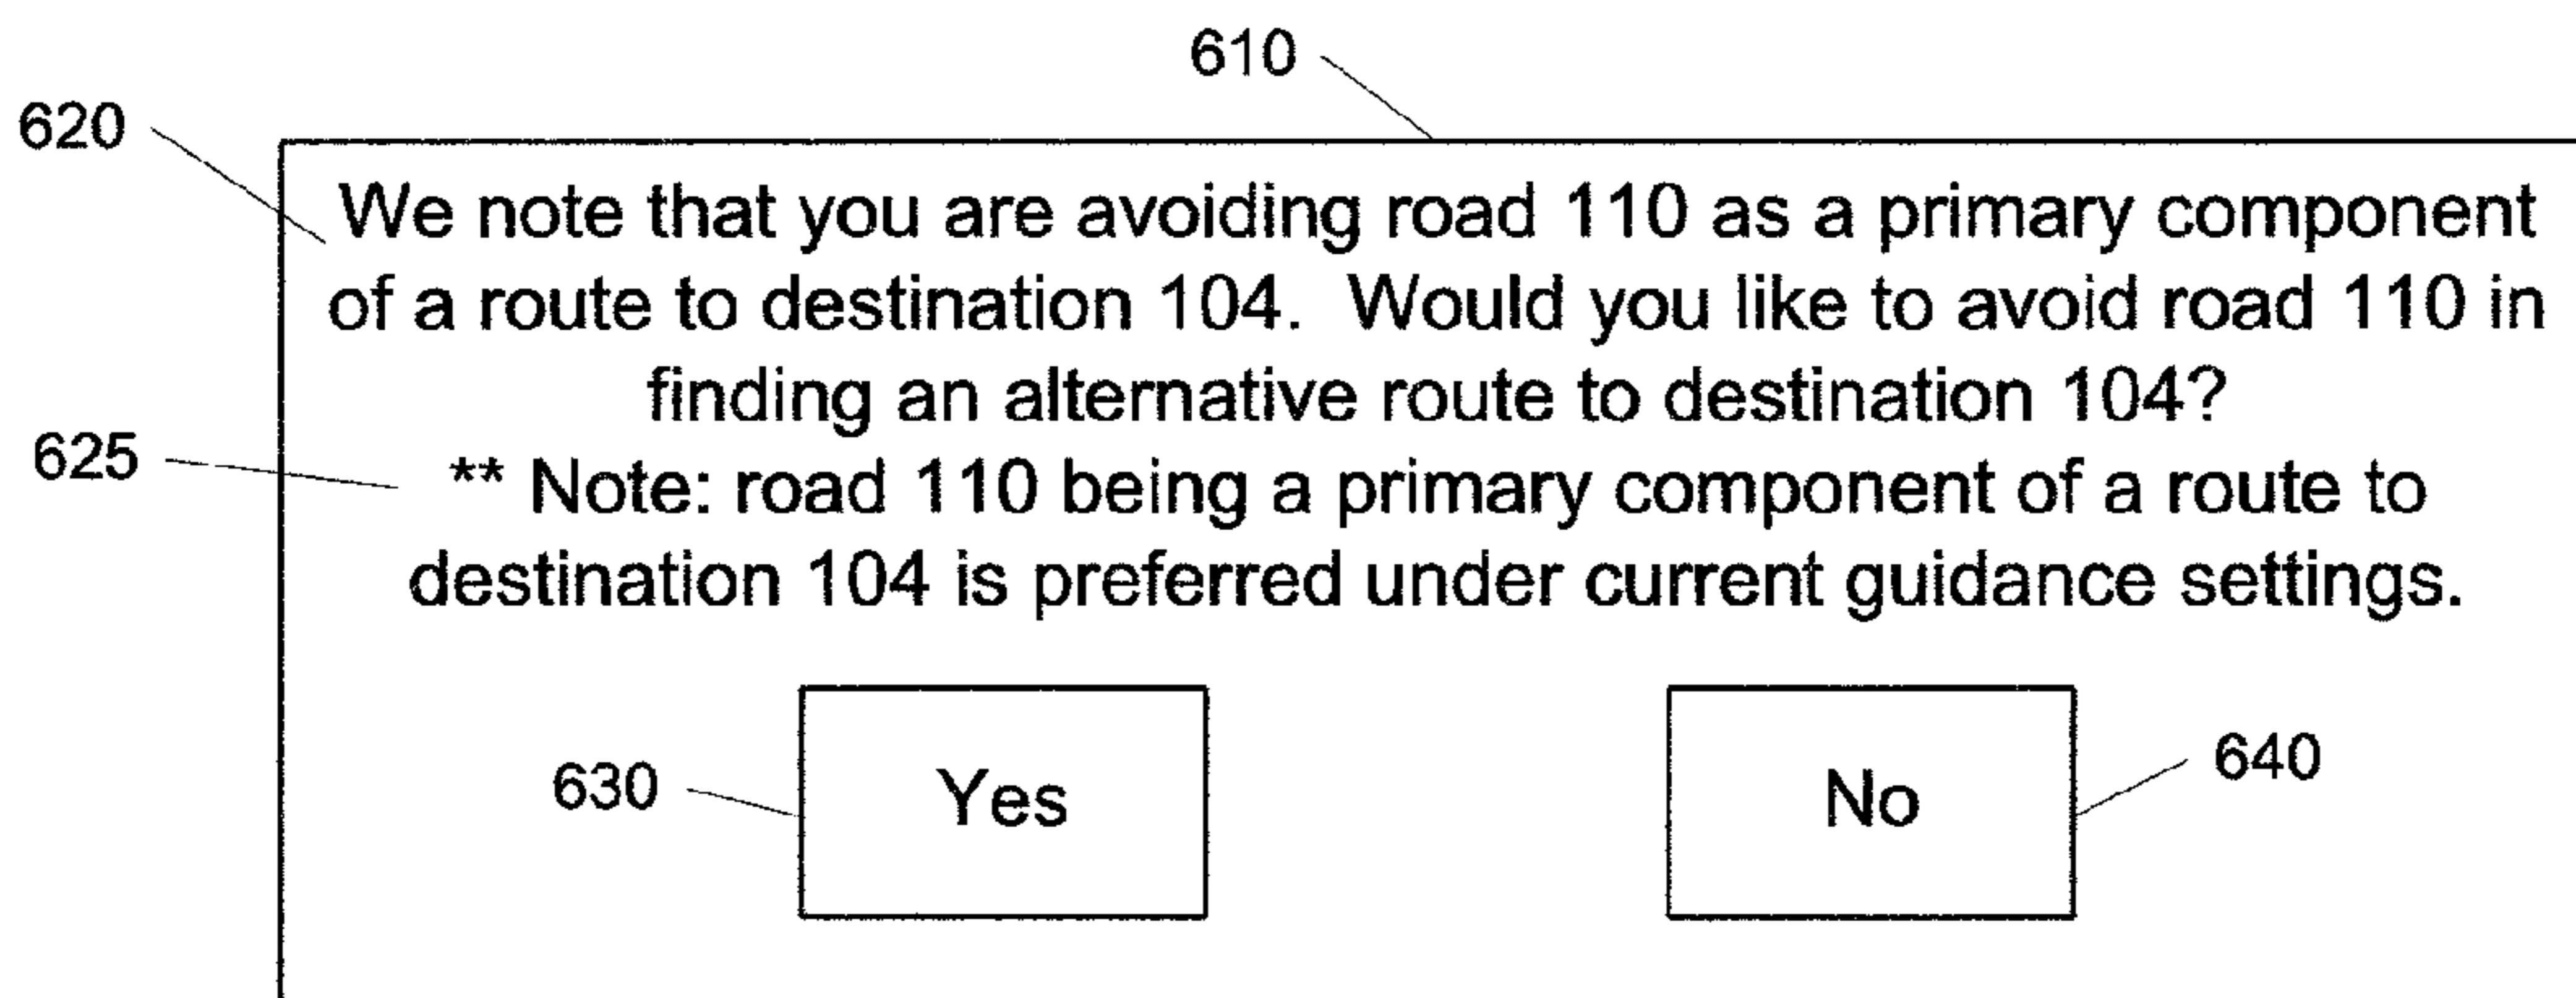 610
620
We note that you are avoiding road 110 as a primary component
of a route to destination 104.  Would you like to avoid road 110 in
finding an alternative route to destination 104?
625
** Note: road 110 being a primary component of a route to
destination 104 is preferred under current guidance settings.
630
Yes
No
640